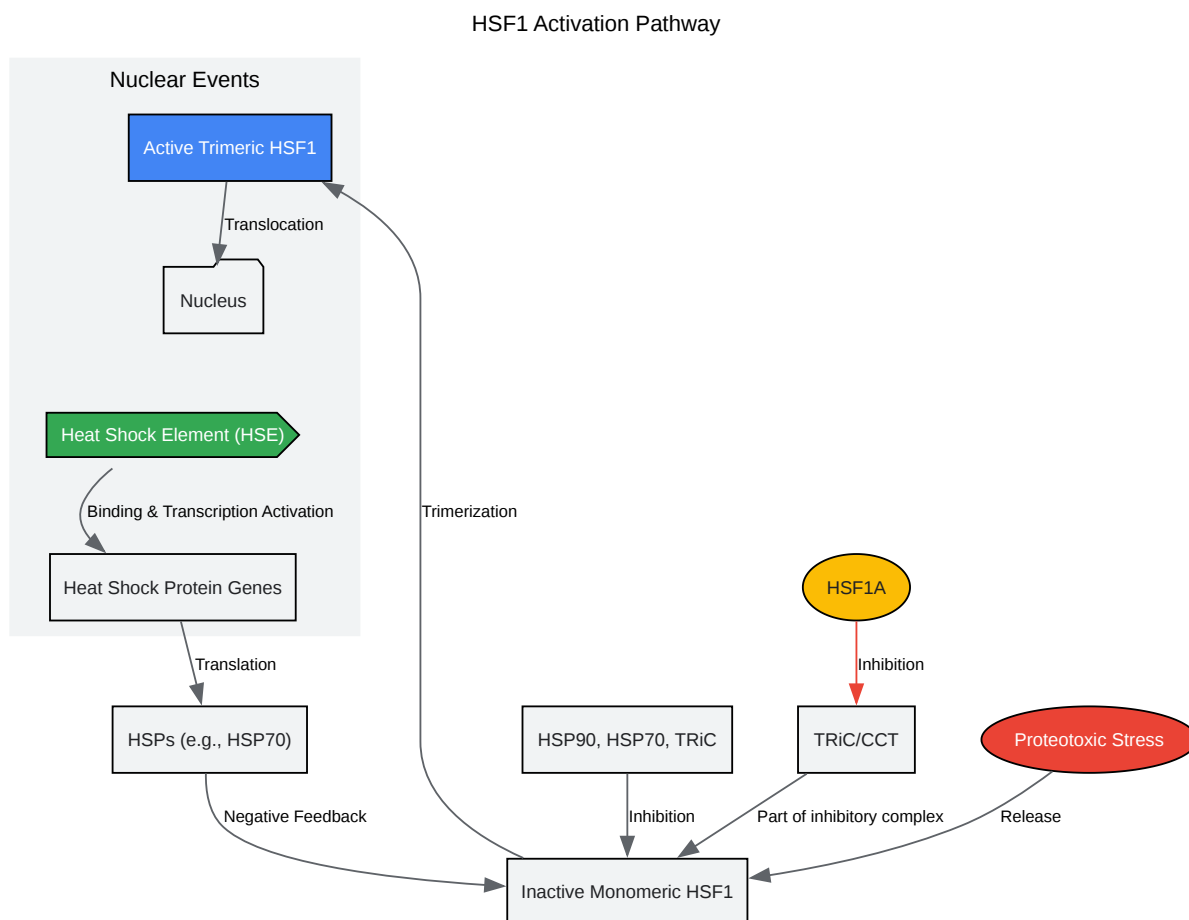 HSF1 Activation Pathway
Nuclear Events
Active Trimeric HSF1
Translocation
Nucleus
Heat Shock Element (HSE)
Binding & Transcription Activation
Trimerization
Heat Shock Protein Genes
HSF1A
Translation
Inhibition
HSPs (e.g., HSP70)
HSP90, HSP70, TRiC
TRiC/CCT
Proteotoxic Stress
Negative Feedback
Inhibition
Part of inhibitory complex
Release
Inactive Monomeric HSF1